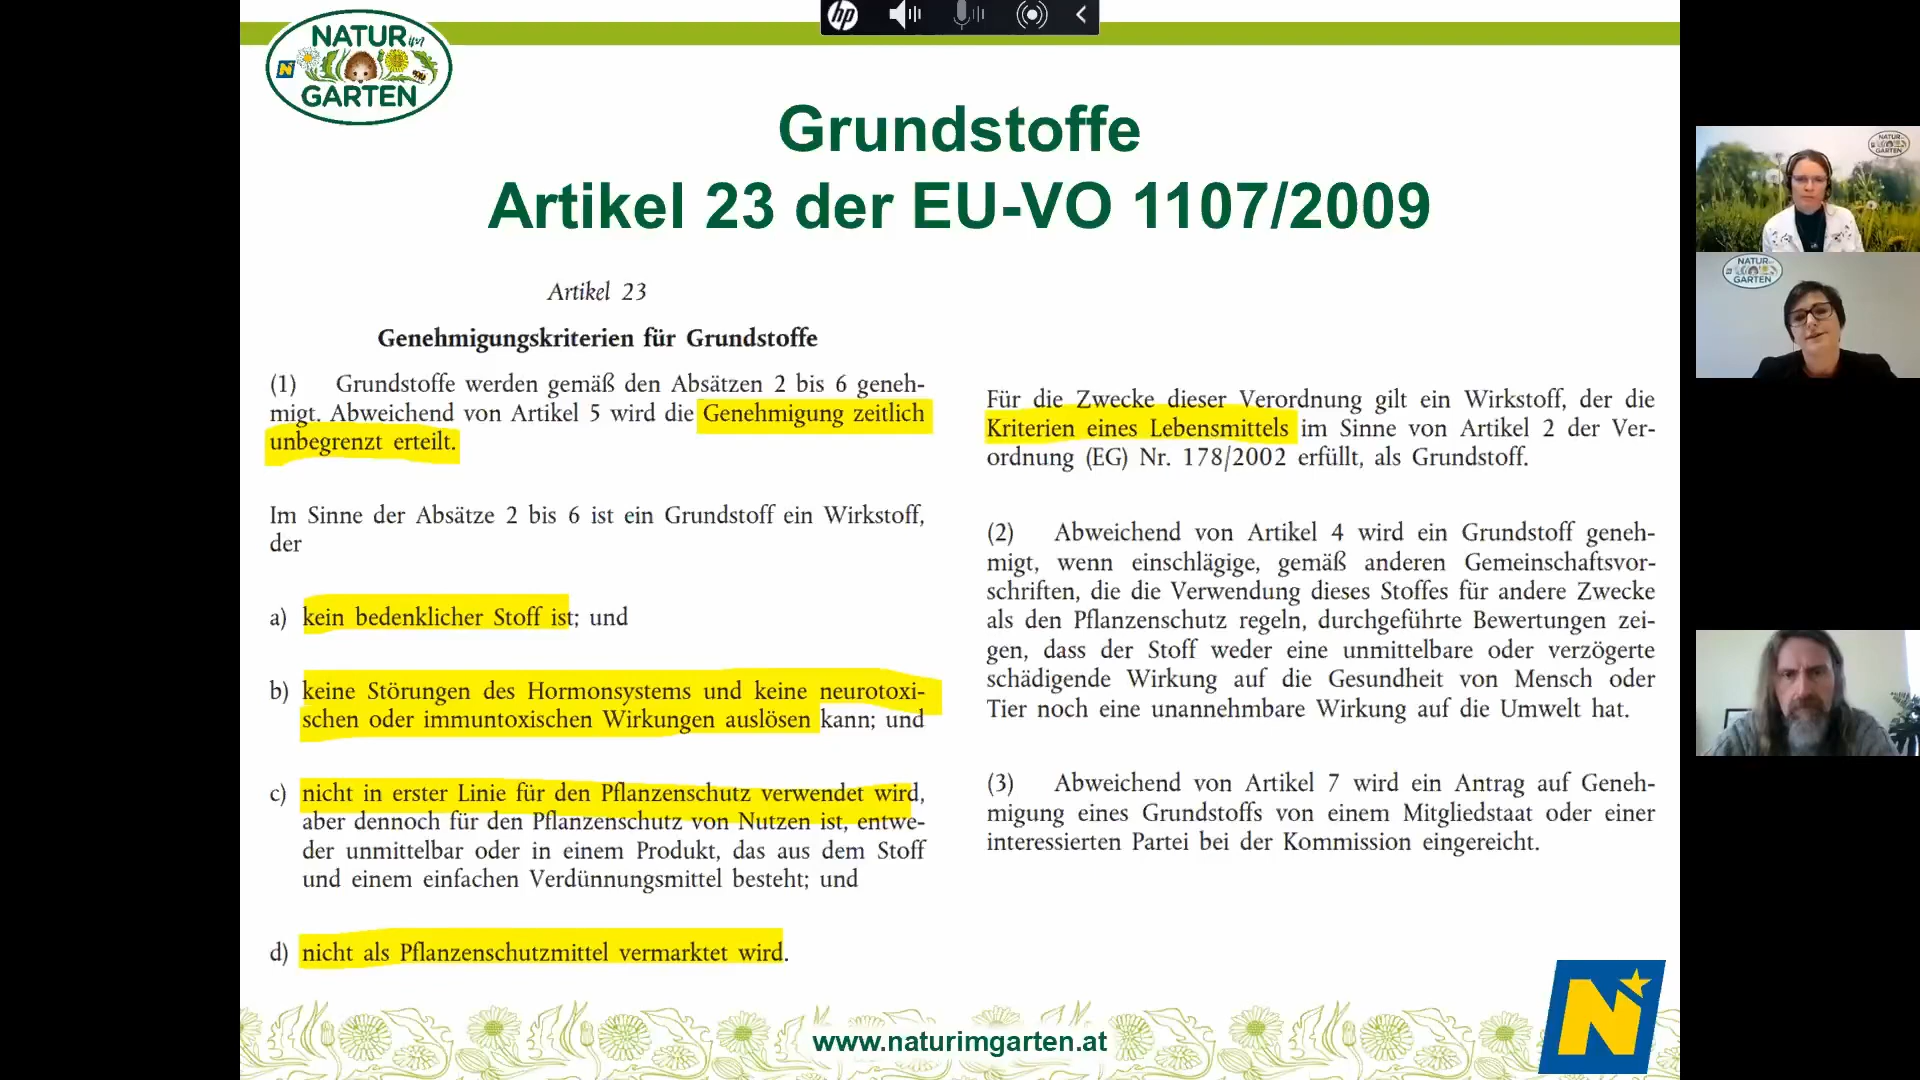 NATUR im
GARTEN
hp
Grundstoffe
Artikel 23 der EU-VO 1107/2009
Artikel 23
Genehmigungskriterien für Grundstoffe
(1) Grundstoffe werden gemäß den Absätzen 2 bis 6 geneh-
migt. Abweichend von Artikel 5 wird die Genehmigung zeitlich
unbegrenzt erteilt.
Im Sinne der Absätze 2 bis 6 ist ein Grundstoff ein Wirkstoff,
der
a) kein bedenklicher Stoff ist; und
b) keine Störungen des Hormonsystems und keine neurotoxi-
schen oder immuntoxischen Wirkungen auslösen kann; und
c) nicht in erster Linie für den Pflanzenschutz verwendet wird,
aber dennoch für den Pflanzenschutz von Nutzen ist, entwe-
der unmittelbar oder in einem Produkt, das aus dem Stoff
und einem einfachen Verdünnungsmittel besteht; und
d) nicht als Pflanzenschutzmittel vermarktet wird.
Für die Zwecke dieser Verordnung gilt ein Wirkstoff, der die
Kriterien eines Lebensmittels im Sinne von Artikel 2 der Ver-
ordnung (EG) Nr. 178/2002 erfüllt, als Grundstoff.
(2) Abweichend von Artikel 4 wird ein Grundstoff geneh-
migt, wenn einschlägige, gemäß anderen Gemeinschaftsvor-
schriften, die die Verwendung dieses Stoffes für andere Zwecke
als den Pflanzenschutz regeln, durchgeführte Bewertungen zei-
gen, dass der Stoff weder eine unmittelbare oder verzögerte
schädigende Wirkung auf die Gesundheit von Mensch oder
Tier noch eine unannehmbare Wirkung auf die Umwelt hat.
(3) Abweichend von Artikel 7 wird ein Antrag auf Geneh-
migung eines Grundstoffs von einem Mitgliedstaat oder einer
interessierten Partei bei der Kommission eingereicht.
www.naturimgarten.at
N
NATUR
GARTEN
NATUR
GARTEN